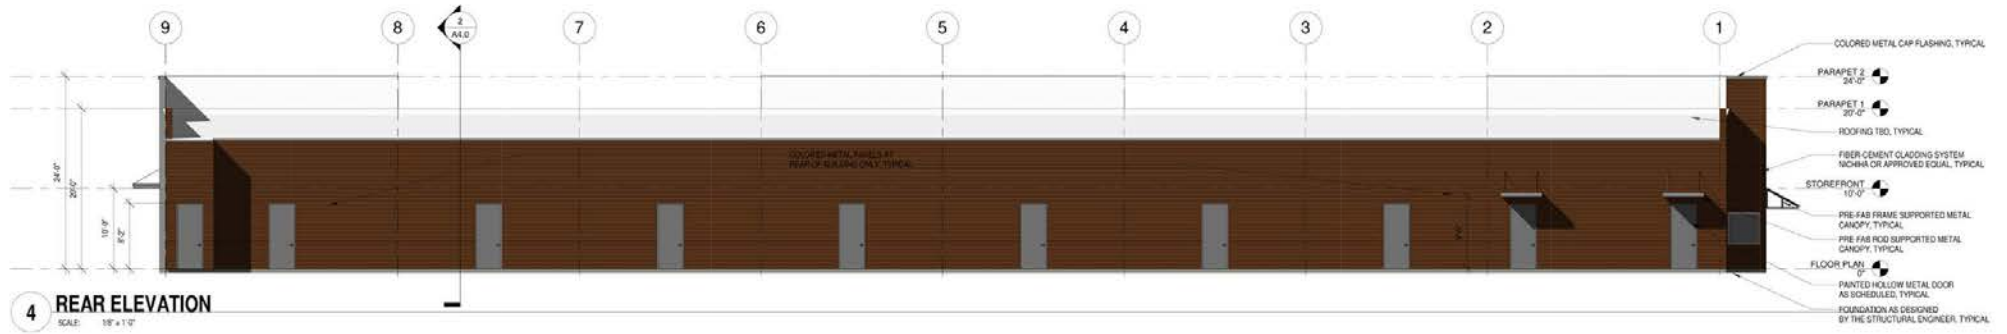 9
8
2
A4.0
7
6
5
4
3
2
1
COLORED METAL CAP FLASHING, TYPICAL
PARAPET 2
24'-0"
PARAPET 1
20'-0"
ROOFING TBD, TYPICAL
COLORED METAL PANELS AT
REAR OF BUILDING ONLY, TYPICAL
FIBER-CEMENT CLADDING SYSTEM
NICHIHA OR APPROVED EQUAL, TYPICAL
STOREFRONT
10'-0"
24'-0"
20'-0"
8'-2"
PRE-FAB FRAME SUPPORTED METAL
CANOPY, TYPICAL
PRE FAB ROD SUPPORTED METAL
CANOPY, TYPICAL
FLOOR PLAN
0"
PAINTED HOLLOW METAL DOOR
AS SCHEDULED, TYPICAL
FOUNDATION AS DESIGNED
BY THE STRUCTURAL ENGINEER, TYPICAL
4 REAR ELEVATION
SCALE: 1/8" = 1'-0"